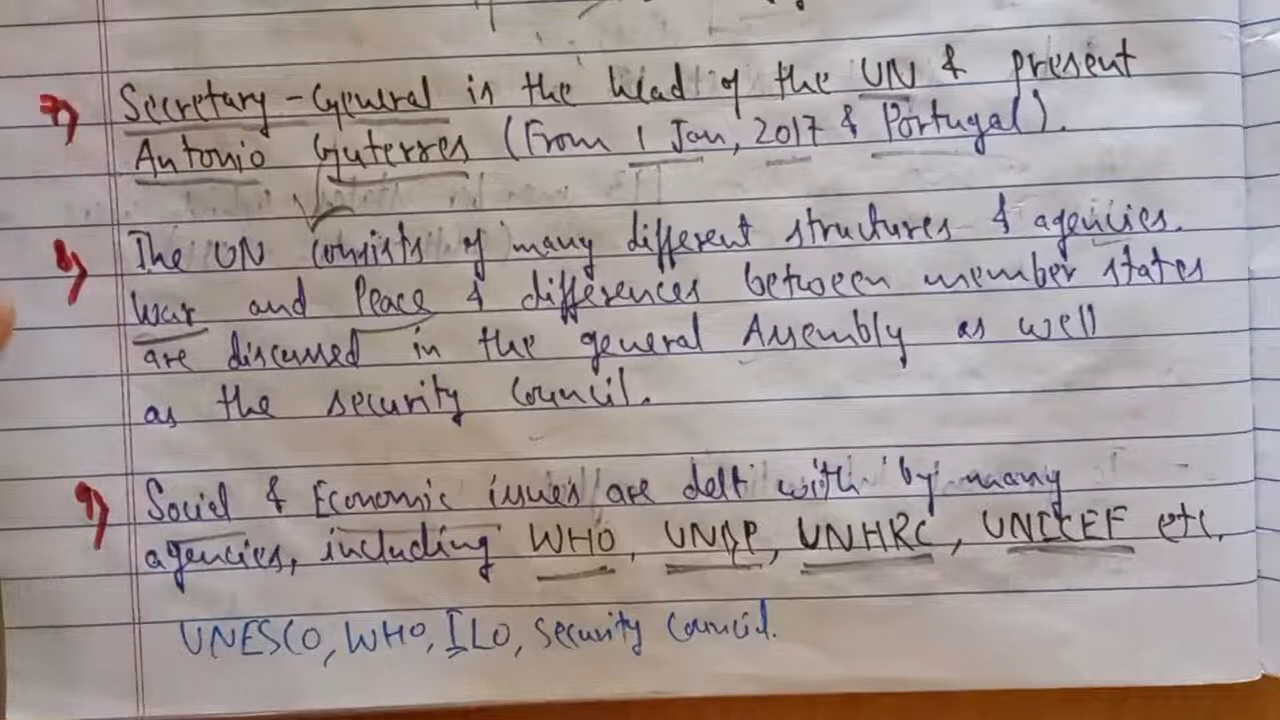 7) Secretary-General is the head of the UN & present
Antonio Guterres (From 1 Jan, 2017 & Portugal).
8) The UN consists of many different structures & agencies.
War and Peace & differences between member states
are discussed in the general Assembly as well
as the security Council.
9) Social & Economic issues are delt with by many
agencies, including WHO, UNDP, UNHRC, UNICEF etc.
UNESCO, WHO, ILO, Security Council.